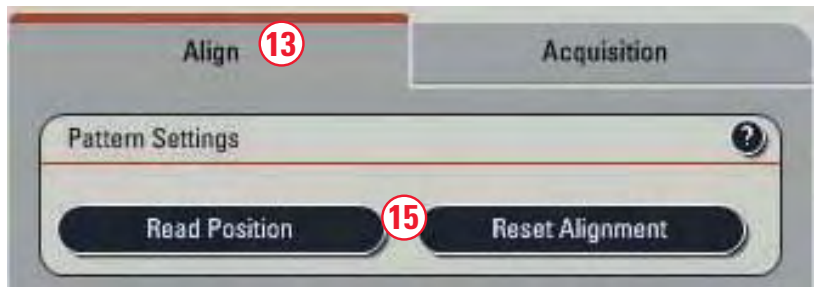 Align 13 Acquisition
Pattern Settings ?
Read Position 15 Reset Alignment